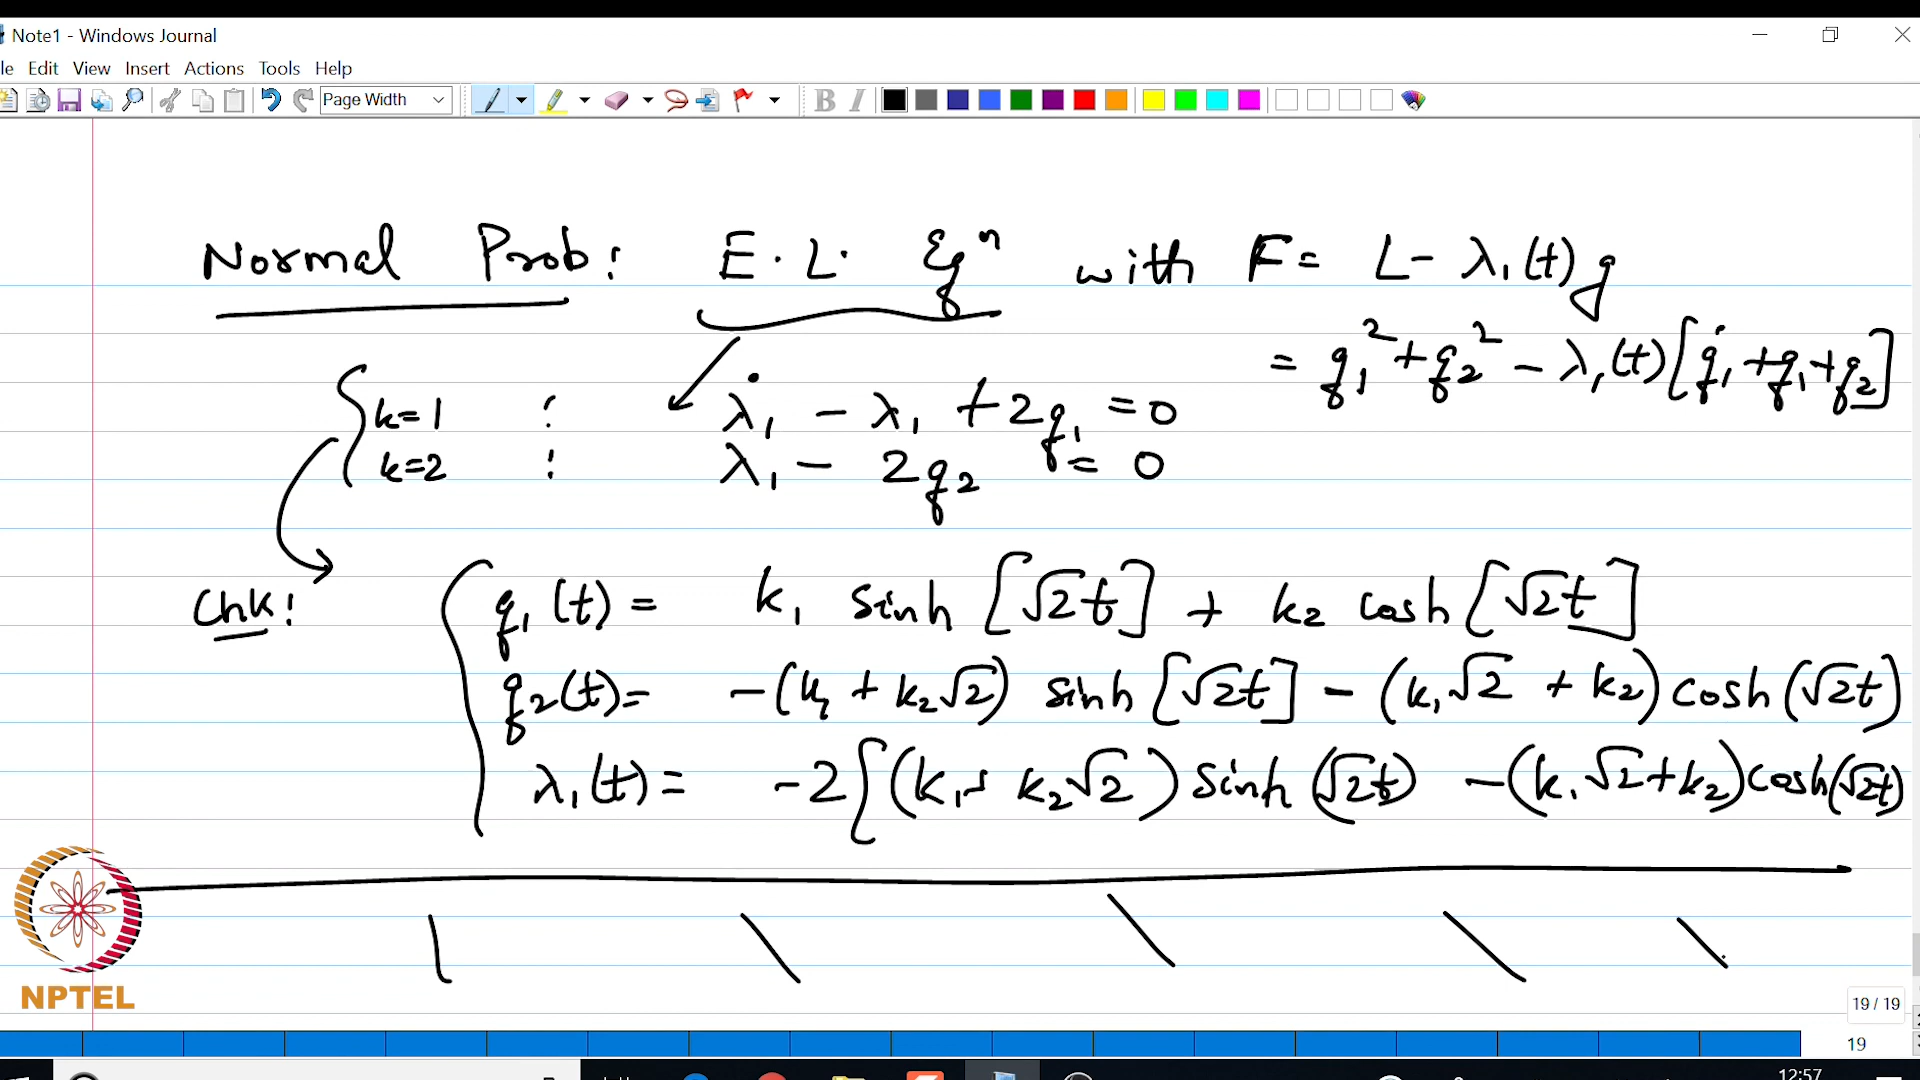 Note1 - Windows Journal
le Edit View Insert Actions Tools Help
Page Width
Normal Prob: E.L. Eqⁿ with F = L - λ₁(t)g
= q₁² + q₂² - λ₁(t)[q̇₁ + q₁ + q₂]
k=1 : λ̇₁ - λ₁ + 2q₁ = 0
k=2 : λ₁ - 2q₂ = 0
Chk: q₁(t) = k₁ sinh[√2t] + k₂ cosh[√2t]
q₂(t) = -(k₁ + k₂√2) sinh[√2t] - (k₁√2 + k₂) cosh(√2t)
λ₁(t) = -2[(k₁ + k₂√2) sinh(√2t) - (k₁√2 + k₂) cosh(√2t)
NPTEL
19 / 19
19
12:57